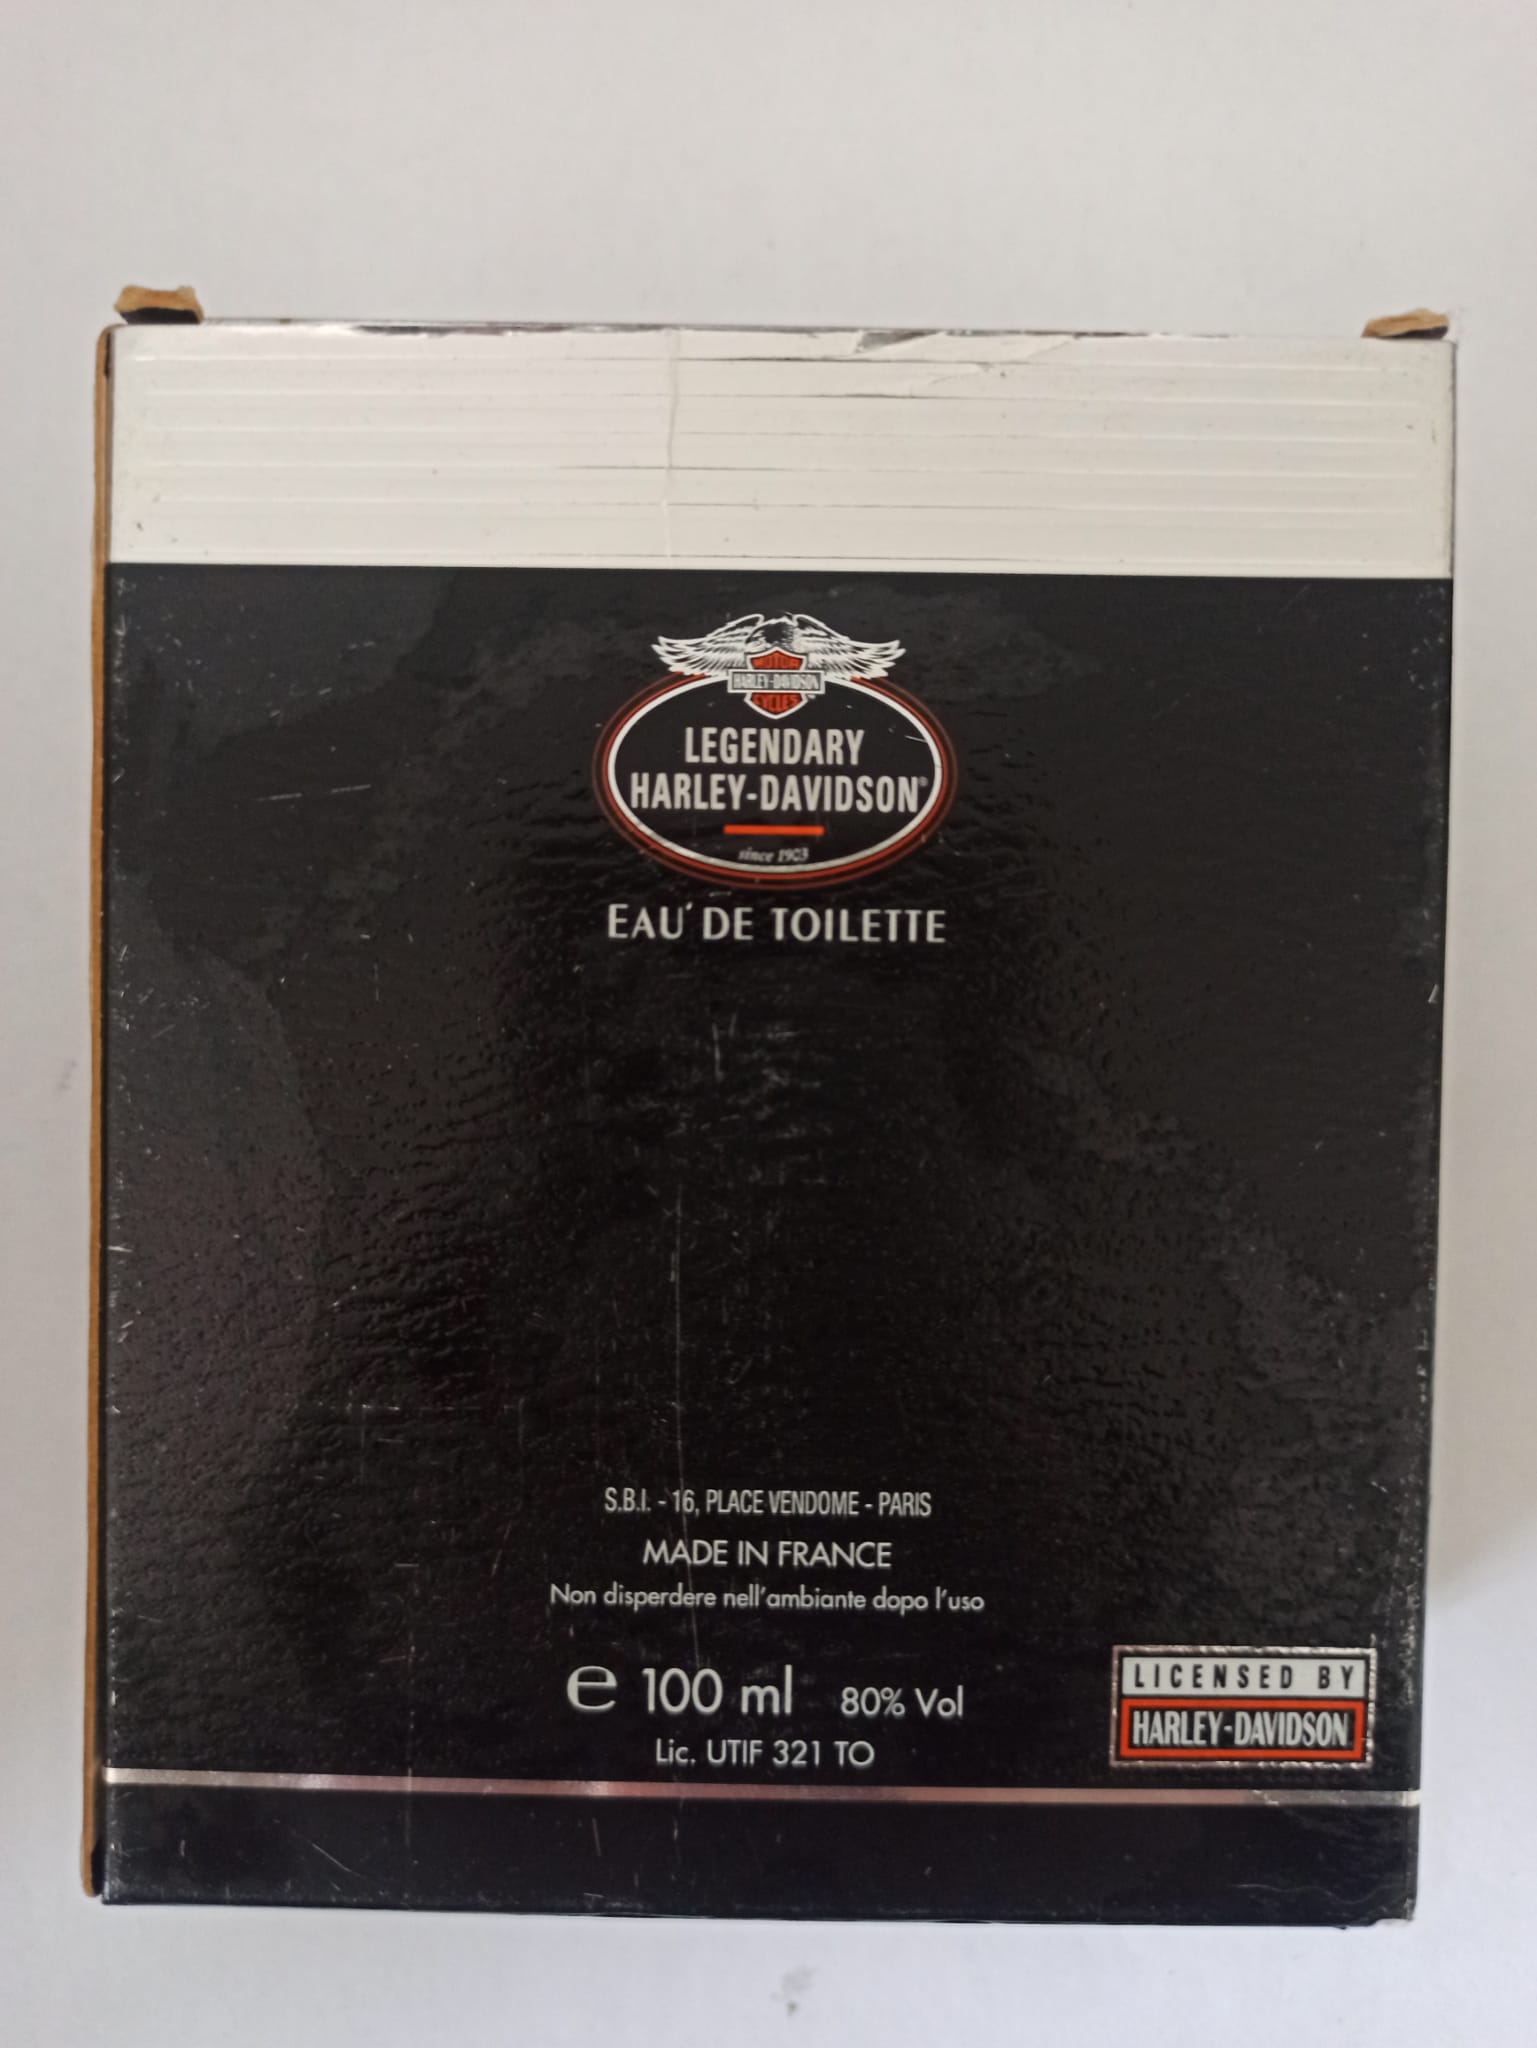 MOTOR
HARLEY-DAVIDSON
CYCLES
LEGENDARY
HARLEY-DAVIDSON®
since 1903
EAU DE TOILETTE
S.B.I. - 16, PLACE VENDOME - PARIS
MADE IN FRANCE
Non disperdere nell'ambiante dopo l'uso
e 100 ml 80% Vol
Lic. UTIF 321 TO
LICENSED BY
HARLEY-DAVIDSON